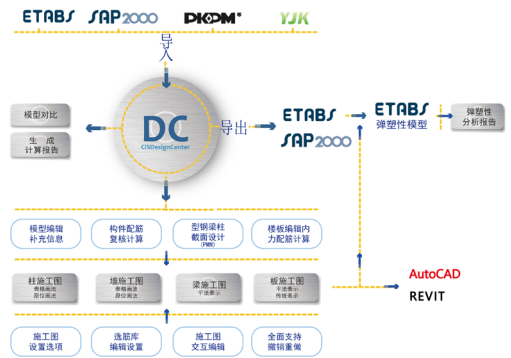 ETABS SAP2000 PKPM® YJK
导入
模型对比
生 成
计算报告
DC
CiSDesignCenter
导出
ETABS
SAP2000
ETABS
弹塑性模型
弹塑性
分析报告
模型编辑
补充信息
构件配筋
复核计算
型钢梁柱
截面设计
(PMM)
楼板编辑内
力配筋计算
柱施工图
表格画法
原位画法
墙施工图
表格画法
原位画法
梁施工图
平法表示
板施工图
平法表示
传统表示
AutoCAD
REVIT
施工图
设置选项
选筋库
编辑设置
施工图
交互编辑
全面支持
撤销重做